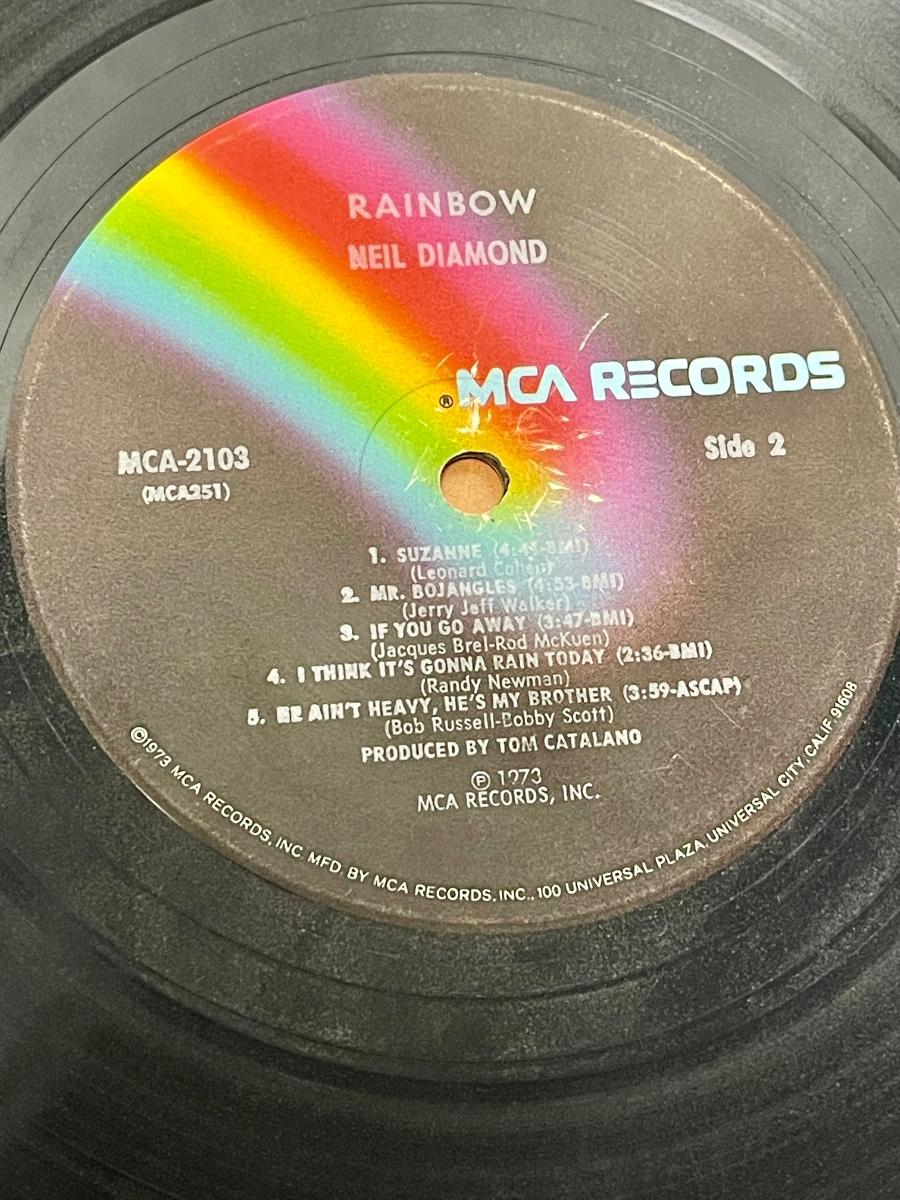 RAINBOW
NEIL DIAMOND
® MCA RECORDS
Side 2
MCA-2103
(MCA251)
1. SUZANNE (4:45-BMI)
(Leonard Cohen)
2. MR. BOJANGLES (4:53-BMI)
(Jerry Jeff Walker)
3. IF YOU GO AWAY (3:47-BMI)
(Jacques Brel-Rod McKuen)
4. I THINK IT'S GONNA RAIN TODAY (2:36-BMI)
(Randy Newman)
5. HE AIN'T HEAVY, HE'S MY BROTHER (3:59-ASCAP)
(Bob Russell-Bobby Scott)
PRODUCED BY TOM CATALANO
℗ 1973
MCA RECORDS, INC.
©1973 MCA RECORDS, INC MFD. BY MCA RECORDS, INC., 100 UNIVERSAL PLAZA, UNIVERSAL CITY, CALIF. 91608